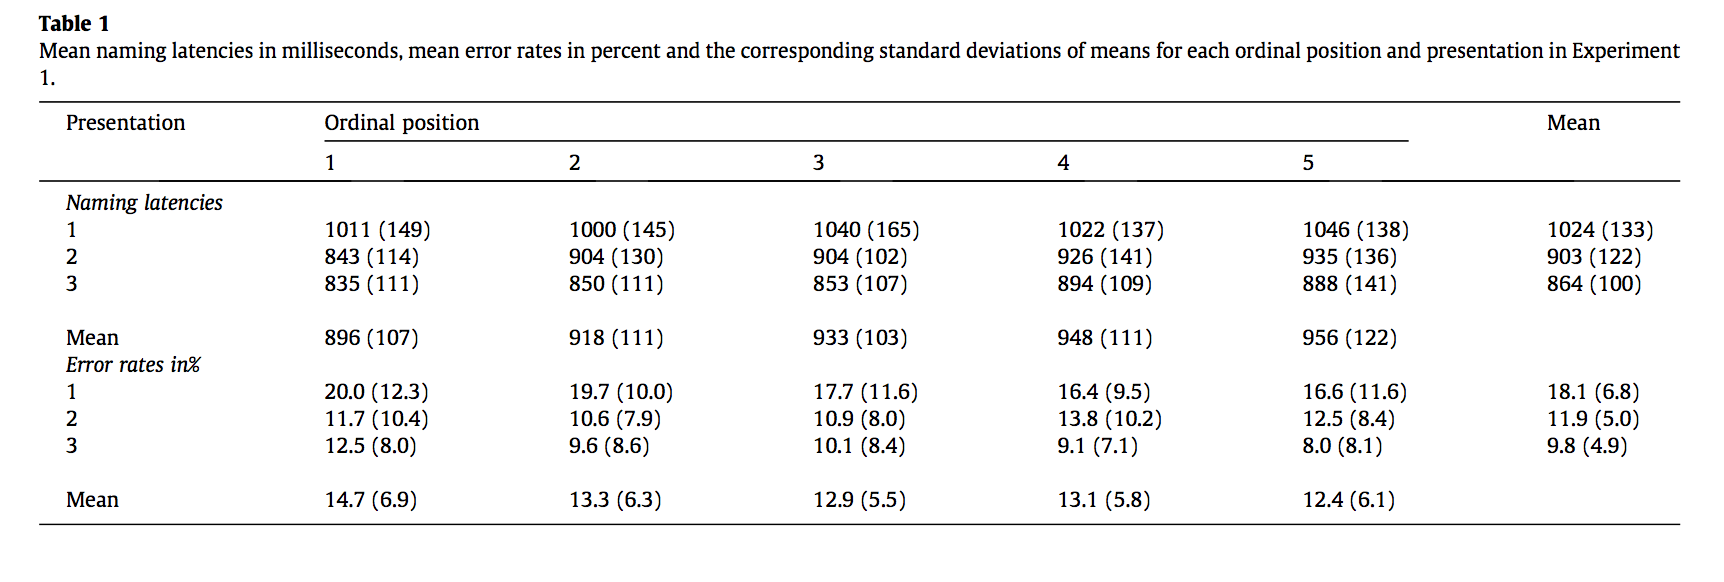 Table 1
Mean naming latencies in milliseconds, mean error rates in percent and the corresponding standard deviations of means for each ordinal position and presentation in Experiment
1.
Presentation Ordinal position Mean
1 2 3 4 5
Naming latencies
1 1011 (149) 1000 (145) 1040 (165) 1022 (137) 1046 (138) 1024 (133)
2 843 (114) 904 (130) 904 (102) 926 (141) 935 (136) 903 (122)
3 835 (111) 850 (111) 853 (107) 894 (109) 888 (141) 864 (100)
Mean 896 (107) 918 (111) 933 (103) 948 (111) 956 (122)
Error rates in%
1 20.0 (12.3) 19.7 (10.0) 17.7 (11.6) 16.4 (9.5) 16.6 (11.6) 18.1 (6.8)
2 11.7 (10.4) 10.6 (7.9) 10.9 (8.0) 13.8 (10.2) 12.5 (8.4) 11.9 (5.0)
3 12.5 (8.0) 9.6 (8.6) 10.1 (8.4) 9.1 (7.1) 8.0 (8.1) 9.8 (4.9)
Mean 14.7 (6.9) 13.3 (6.3) 12.9 (5.5) 13.1 (5.8) 12.4 (6.1)